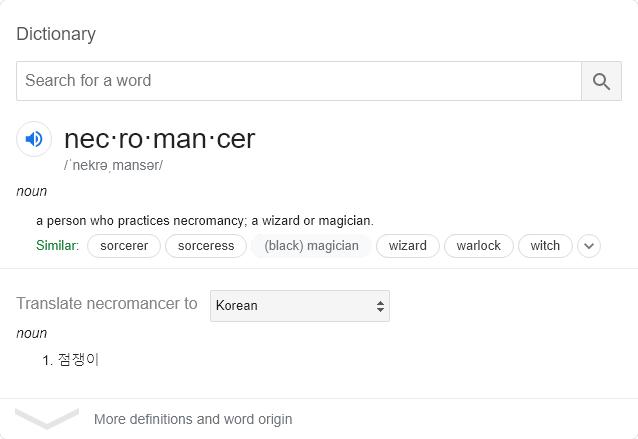 Dictionary
Search for a word
nec·ro·man·cer
/ˈnekrəˌmansər/
noun
a person who practices necromancy; a wizard or magician.
Similar: sorcerer sorceress (black) magician wizard warlock witch
Translate necromancer to Korean
noun
1. 점쟁이
More definitions and word origin